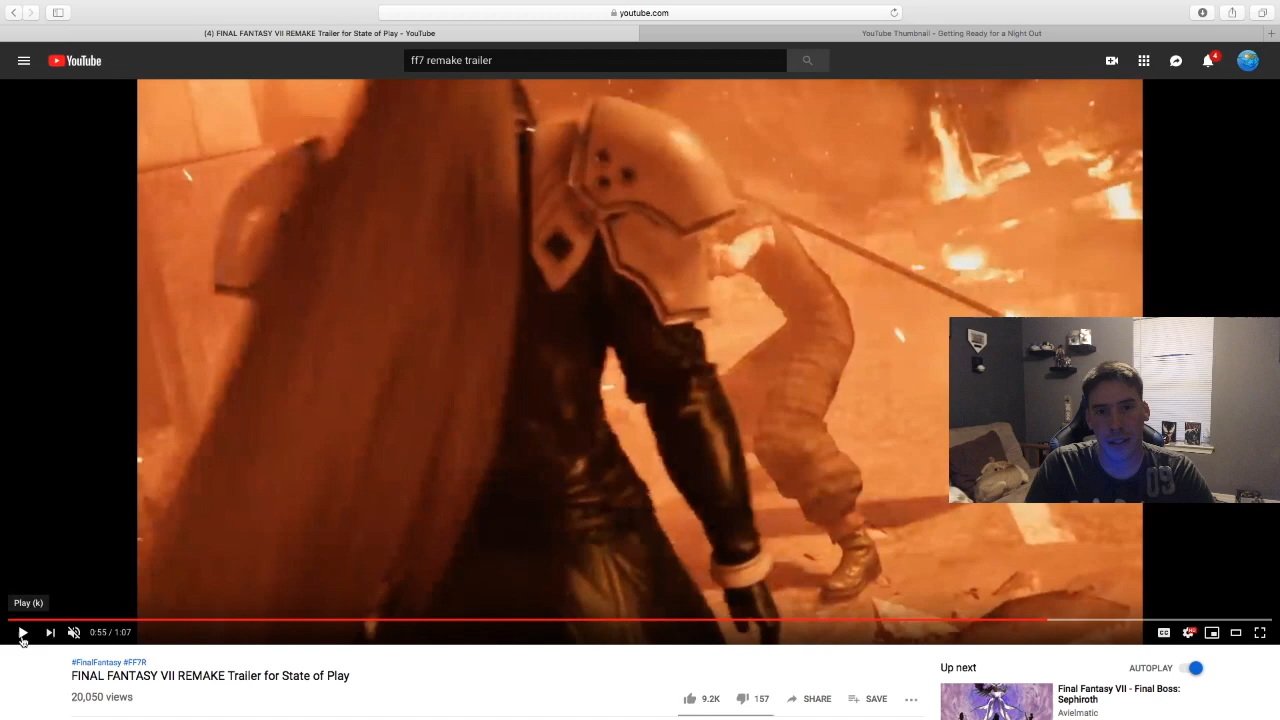 youtube.com
(4) FINAL FANTASY VII REMAKE Trailer for State of Play - YouTube
YouTube Thumbnail - Getting Ready for a Night Out
YouTube
ff7 remake trailer
4
09
Play (k)
0:55 / 1:07
HD
#FinalFantasy #FF7R
FINAL FANTASY VII REMAKE Trailer for State of Play
20,050 views
9.2K
157
SHARE
SAVE
Up next
AUTOPLAY
Final Fantasy VII - Final Boss:
Sephiroth
Avielmatic